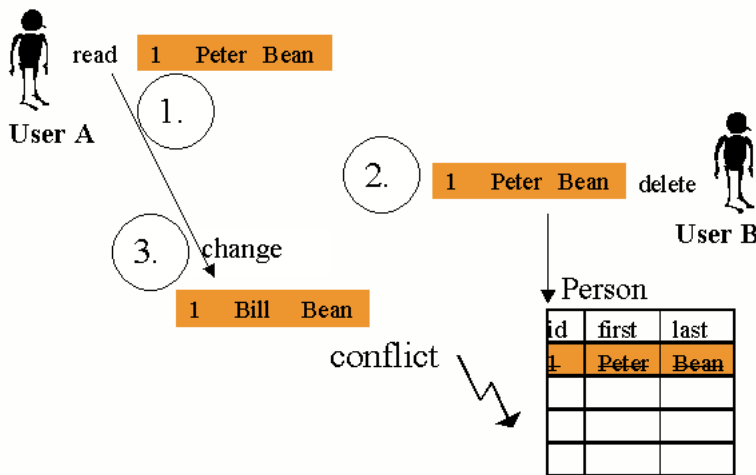 read 1 Peter Bean
1.
User A
2. 1 Peter Bean delete
User B
3. change
1 Bill Bean
Person
id first last
1 Peter Bean
conflict